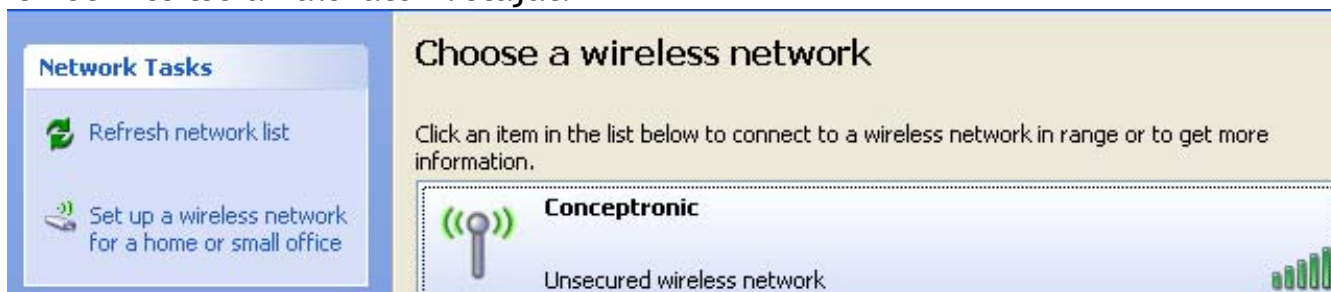 Network Tasks
Refresh network list
Set up a wireless network
for a home or small office
Choose a wireless network
Click an item in the list below to connect to a wireless network in range or to get more
information.
Conceptronic
Unsecured wireless network